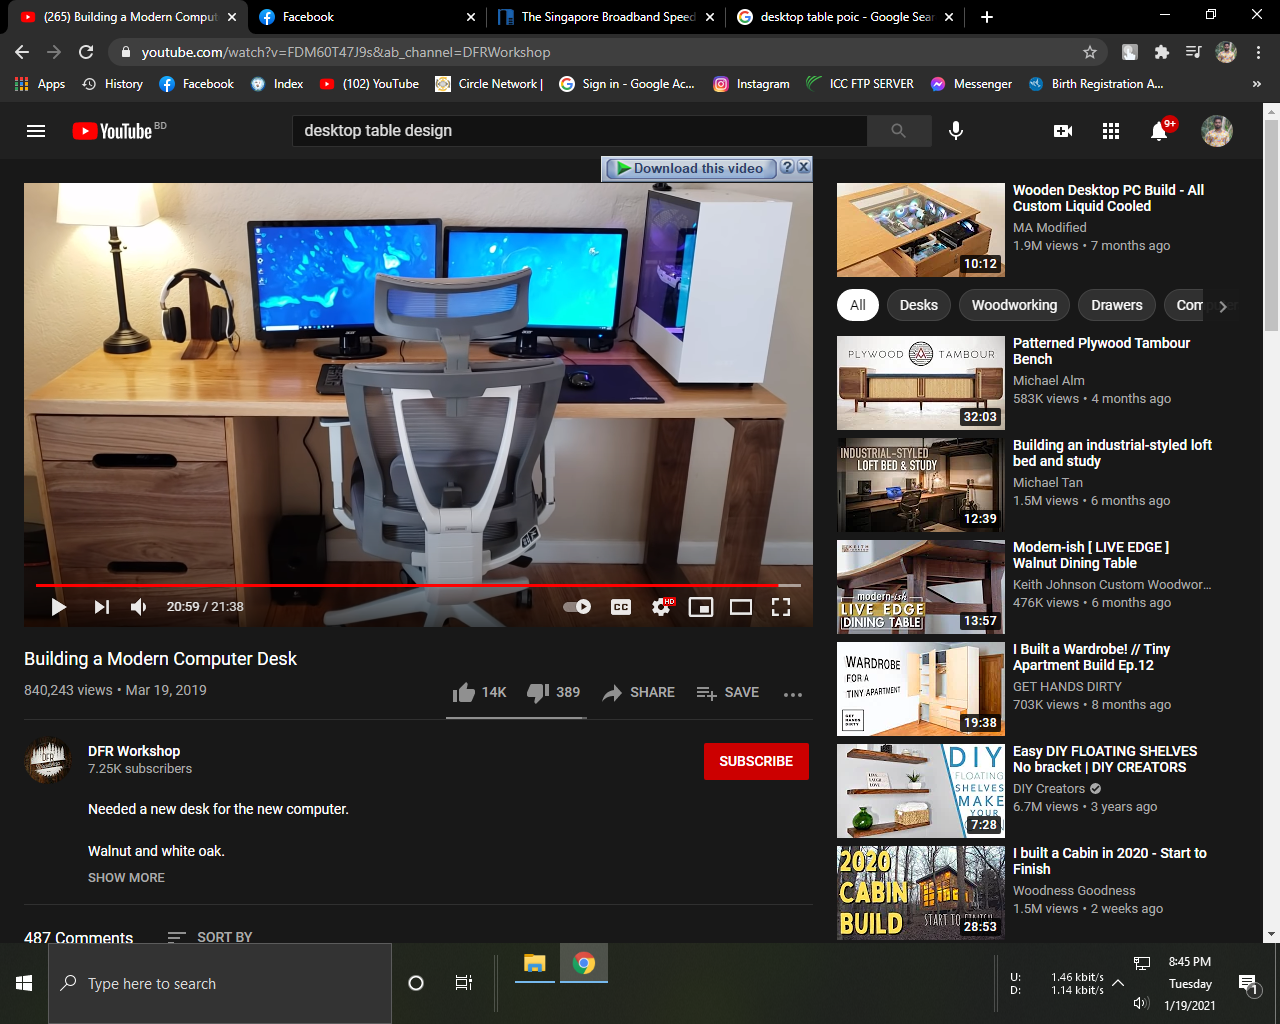 (265) Building a Modern Comput
Facebook
The Singapore Broadband Speed
desktop table poic - Google Sear
youtube.com/watch?v=FDM60T47J9s&ab_channel=DFRWorkshop
Apps
History
Facebook
Index
(102) YouTube
Circle Network |
Sign in - Google Ac...
Instagram
ICC FTP SERVER
Messenger
Birth Registration A...
»
YouTube BD
desktop table design
9+
Download this video
?
X
20:59 / 21:38
CC
HD
Building a Modern Computer Desk
840,243 views • Mar 19, 2019
14K
389
SHARE
SAVE
DFR Workshop
7.25K subscribers
SUBSCRIBE
Needed a new desk for the new computer.
Walnut and white oak.
SHOW MORE
487 Comments
SORT BY
10:12
Wooden Desktop PC Build - All
Custom Liquid Cooled
MA Modified
1.9M views • 7 months ago
All
Desks
Woodworking
Drawers
Computer
PLYWOOD TAMBOUR
32:03
Patterned Plywood Tambour
Bench
Michael Alm
583K views • 4 months ago
INDUSTRIAL-STYLED
LOFT BED & STUDY
12:39
Building an industrial-styled loft
bed and study
Michael Tan
1.5M views • 6 months ago
modern-ish
LIVE EDGE
DINING TABLE
13:57
Modern-ish [ LIVE EDGE ]
Walnut Dining Table
Keith Johnson Custom Woodwor...
476K views • 6 months ago
WARDROBE
FOR A
TINY APARTMENT
GET
HANDS
DIRTY
19:38
I Built a Wardrobe! // Tiny
Apartment Build Ep.12
GET HANDS DIRTY
703K views • 8 months ago
DIY
FLOATING
SHELVES
MAKE
YOUR
7:28
Easy DIY FLOATING SHELVES
No bracket | DIY CREATORS
DIY Creators
6.7M views • 3 years ago
2020
CABIN
BUILD
START TO FINISH
28:53
I built a Cabin in 2020 - Start to
Finish
Woodness Goodness
1.5M views • 2 weeks ago
Type here to search
U: 1.46 kbit/s
D: 1.14 kbit/s
8:45 PM
Tuesday
1/19/2021
1